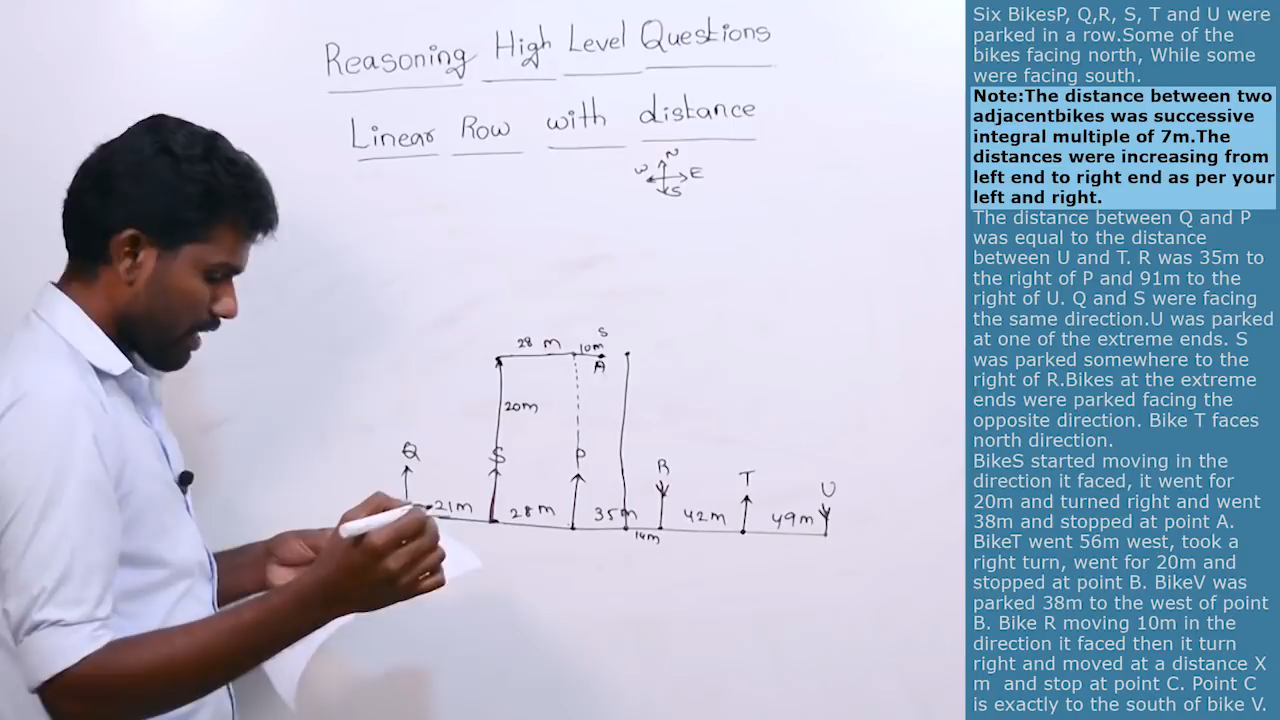 Reasoning High Level Questions
Linear Row with distance
N
W E
S
28 m 10m S
A
20m
Q S P R T U
21m 28m 35m 42m 49m
14m
Six BikesP, Q,R, S, T and U were
parked in a row.Some of the
bikes facing north, While some
were facing south.
Note:The distance between two
adjacentbikes was successive
integral multiple of 7m.The
distances were increasing from
left end to right end as per your
left and right.
The distance between Q and P
was equal to the distance
between U and T. R was 35m to
the right of P and 91m to the
right of U. Q and S were facing
the same direction.U was parked
at one of the extreme ends. S
was parked somewhere to the
right of R.Bikes at the extreme
ends were parked facing the
opposite direction. Bike T faces
north direction.
BikeS started moving in the
direction it faced, it went for
20m and turned right and went
38m and stopped at point A.
BikeT went 56m west, took a
right turn, went for 20m and
stopped at point B. BikeV was
parked 38m to the west of point
B. Bike R moving 10m in the
direction it faced then it turn
right and moved at a distance X
m and stop at point C. Point C
is exactly to the south of bike V.